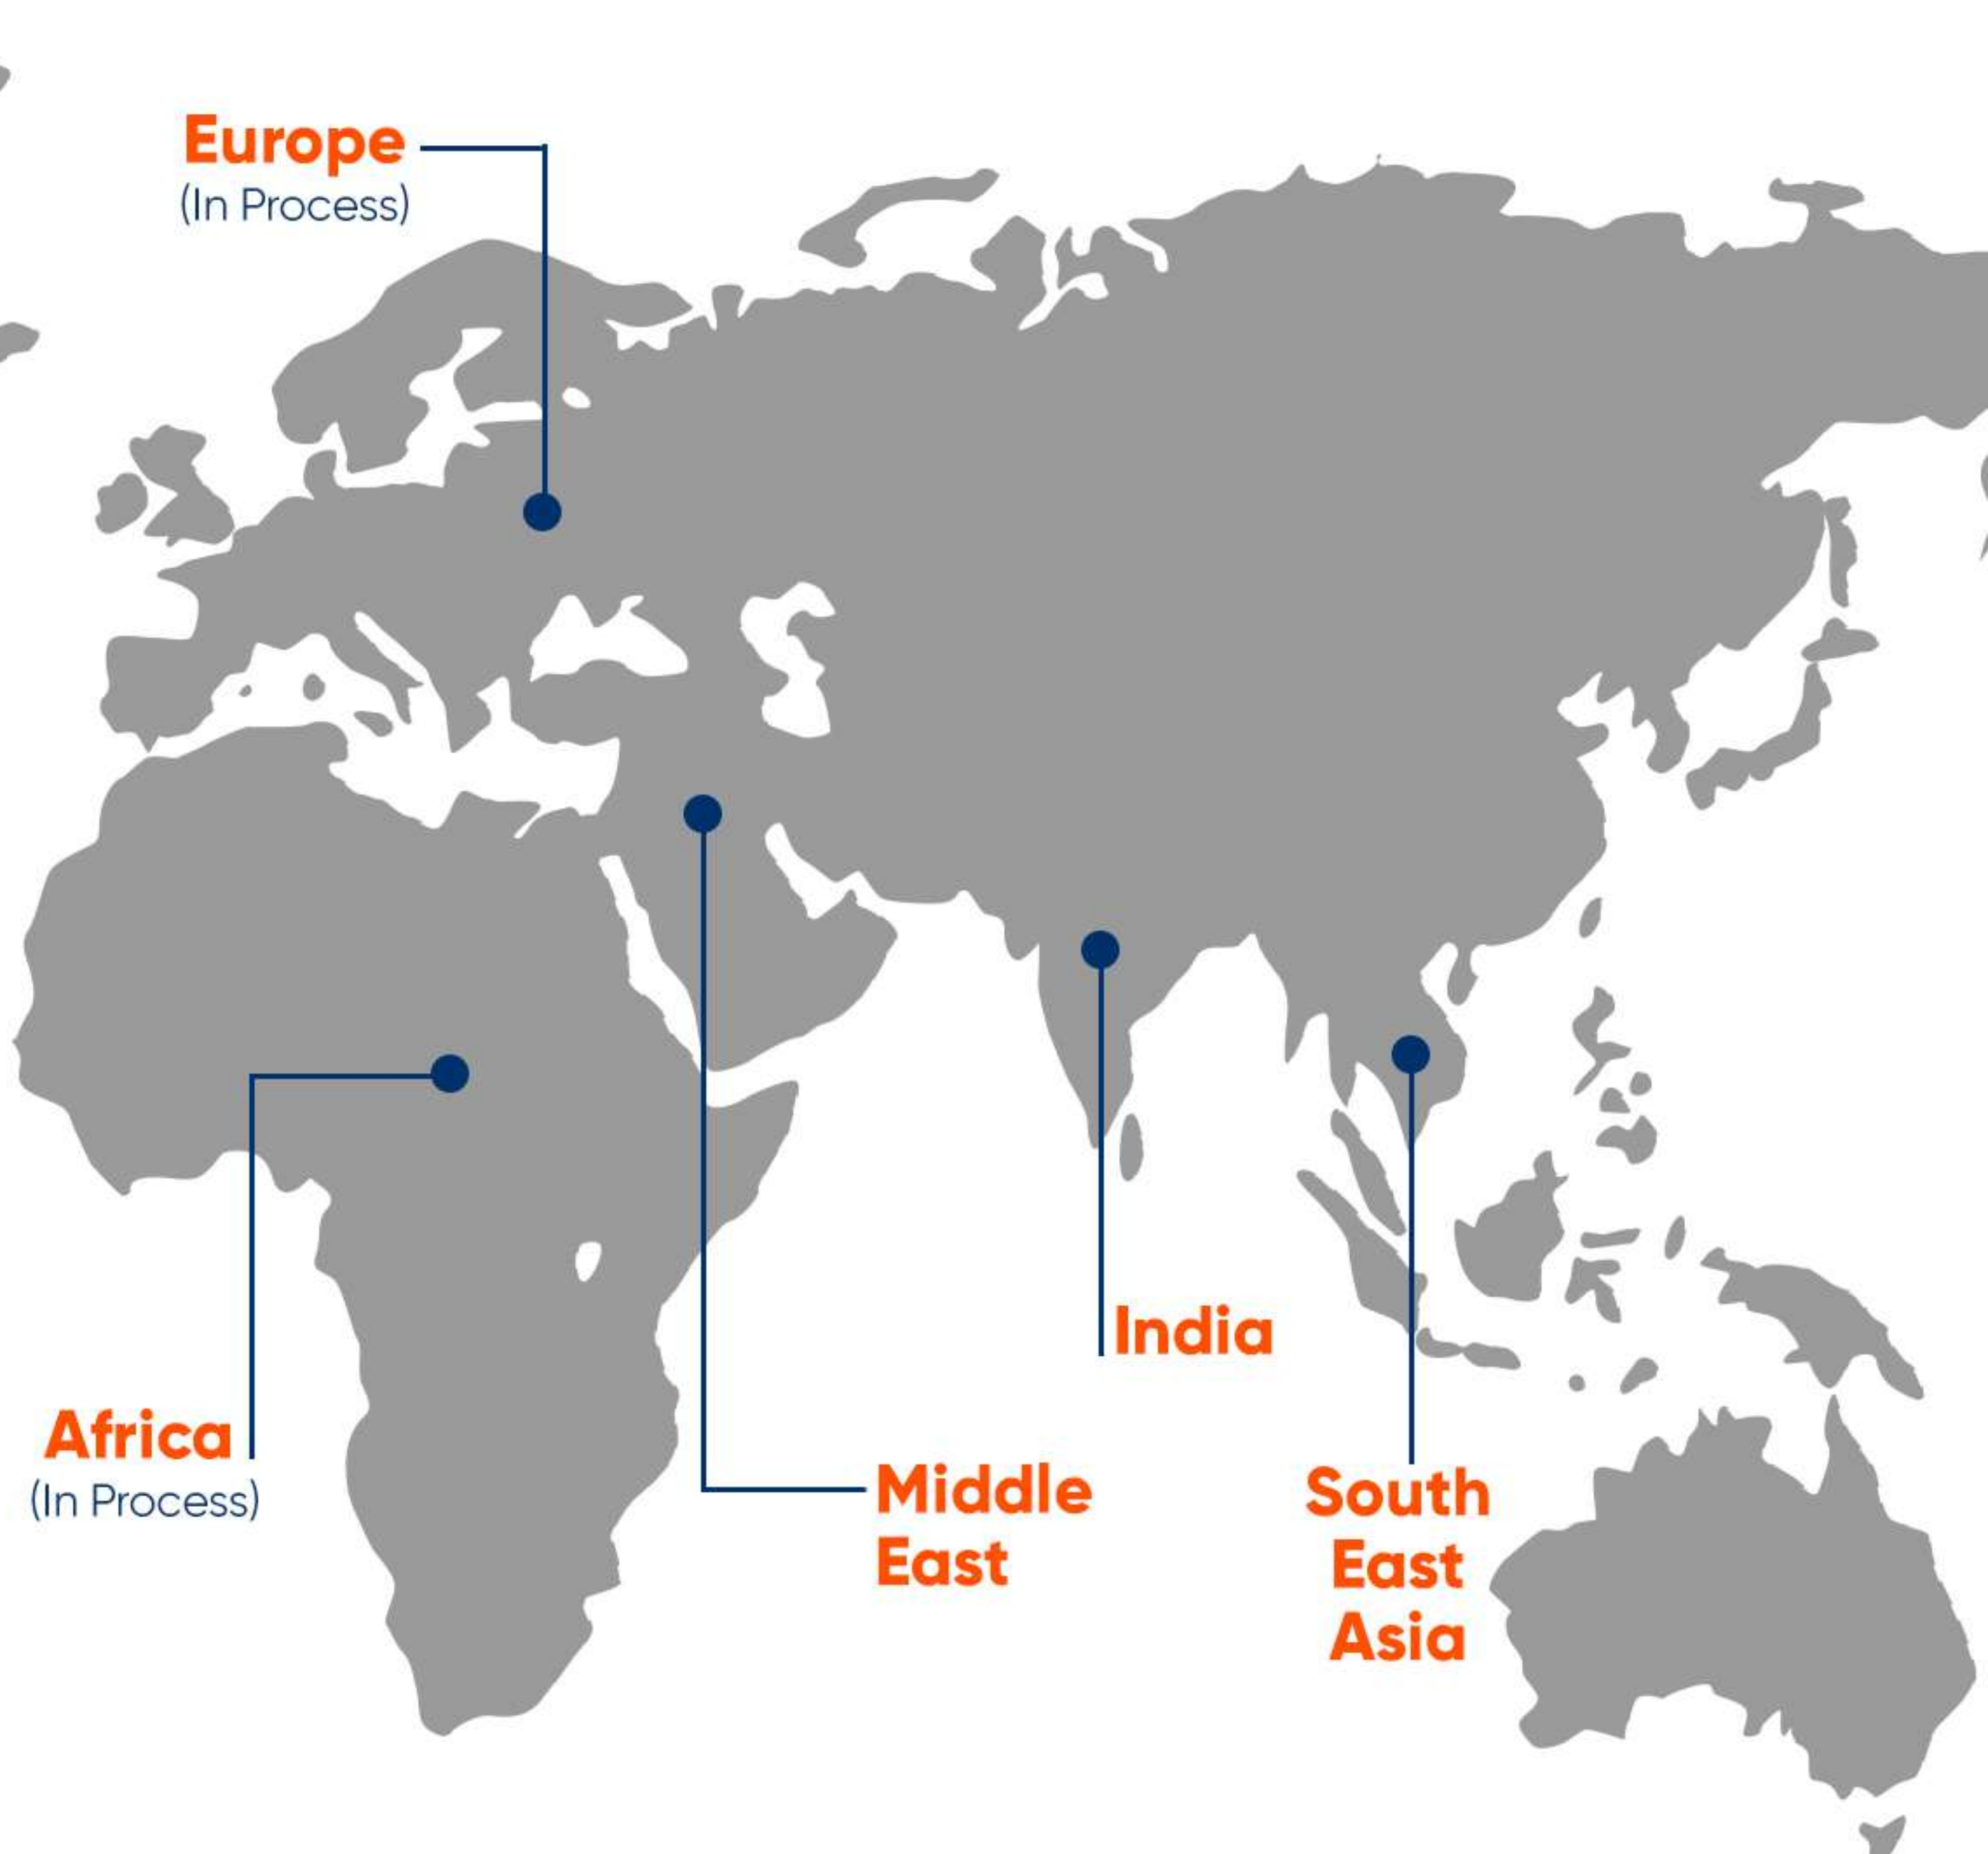 Europe
(In Process)
India
Africa
(In Process)
Middle
East
South
East
Asia